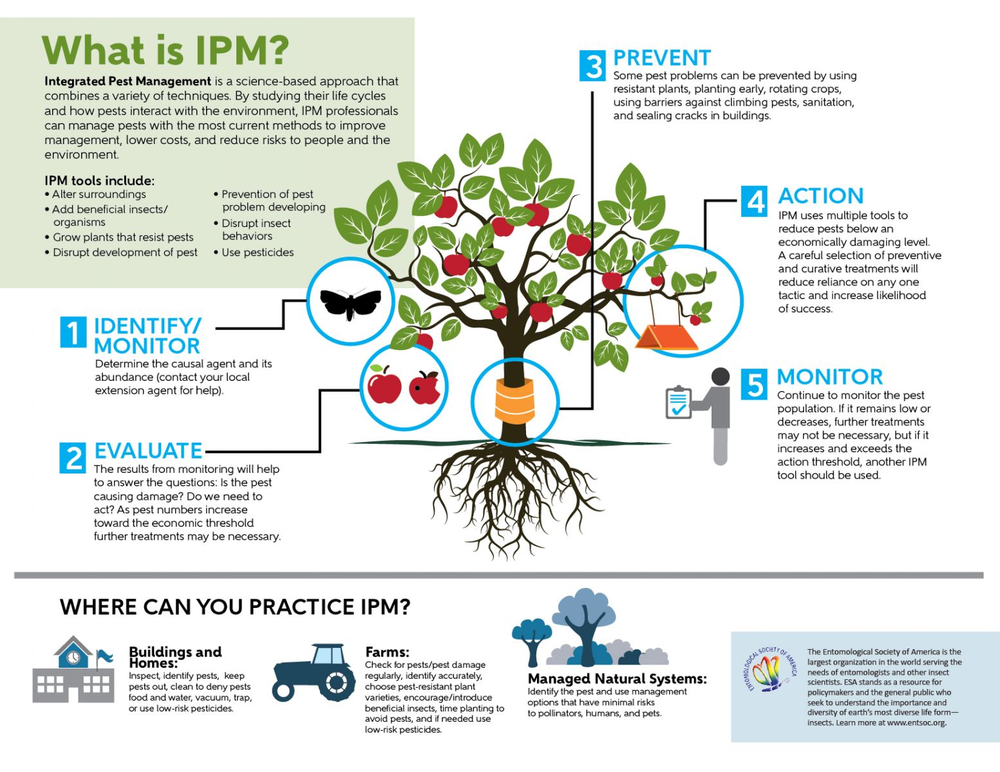 What is IPM?
Integrated Pest Management is a science-based approach that
combines a variety of techniques. By studying their life cycles
and how pests interact with the environment, IPM professionals
can manage pests with the most current methods to improve
management, lower costs, and reduce risks to people and the
environment.
IPM tools include:
• Alter surroundings
• Add beneficial insects/
organisms
• Grow plants that resist pests
• Disrupt development of pest
• Prevention of pest
problem developing
• Disrupt insect
behaviors
• Use pesticides
1 IDENTIFY/
MONITOR
Determine the causal agent and its
abundance (contact your local
extension agent for help).
2 EVALUATE
The results from monitoring will help
to answer the questions: Is the pest
causing damage? Do we need to
act? As pest numbers increase
toward the economic threshold
further treatments may be necessary.
3 PREVENT
Some pest problems can be prevented by using
resistant plants, planting early, rotating crops,
using barriers against climbing pests, sanitation,
and sealing cracks in buildings.
4 ACTION
IPM uses multiple tools to
reduce pests below an
economically damaging level.
A careful selection of preventive
and curative treatments will
reduce reliance on any one
tactic and increase likelihood
of success.
5 MONITOR
Continue to monitor the pest
population. If it remains low or
decreases, further treatments
may not be necessary, but if it
increases and exceeds the
action threshold, another IPM
tool should be used.
WHERE CAN YOU PRACTICE IPM?
Buildings and
Homes:
Inspect, identify pests, keep
pests out, clean to deny pests
food and water, vacuum, trap,
or use low-risk pesticides.
Farms:
Check for pests/pest damage
regularly, identify accurately,
choose pest-resistant plant
varieties, encourage/introduce
beneficial insects, time planting to
avoid pests, and if needed use
low-risk pesticides.
Managed Natural Systems:
Identify the pest and use management
options that have minimal risks
to pollinators, humans, and pets.
ENTOMOLOGICAL SOCIETY OF AMERICA
The Entomological Society of America is the
largest organization in the world serving the
needs of entomologists and other insect
scientists. ESA stands as a resource for
policymakers and the general public who
seek to understand the importance and
diversity of earth's most diverse life form—
insects. Learn more at www.entsoc.org.